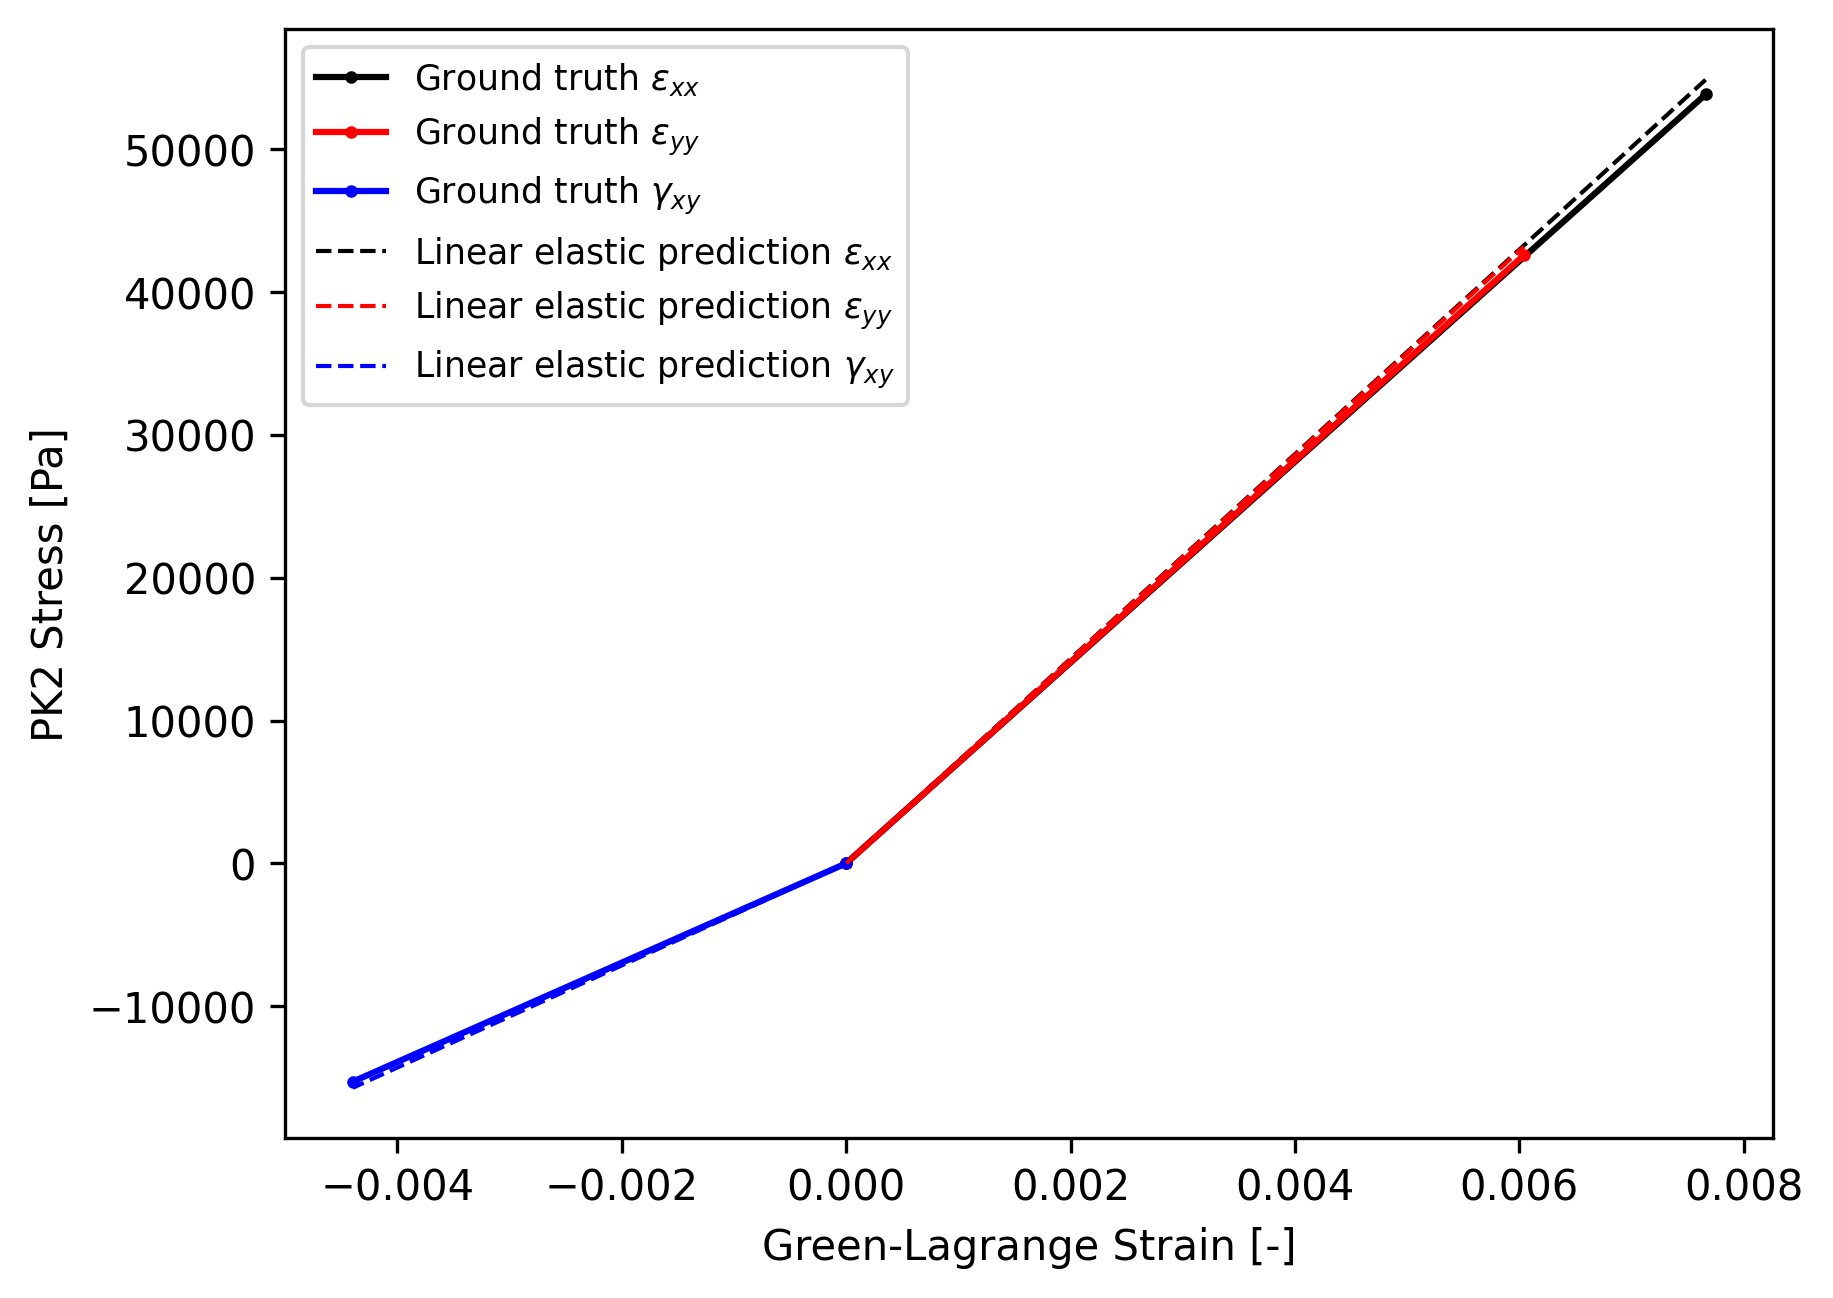 Ground truth εxx
Ground truth εyy
Ground truth γxy
Linear elastic prediction εxx
Linear elastic prediction εyy
Linear elastic prediction γxy
50000
40000
30000
20000
10000
0
−10000
PK2 Stress [Pa]
−0.004 −0.002 0.000 0.002 0.004 0.006 0.008
Green-Lagrange Strain [-]